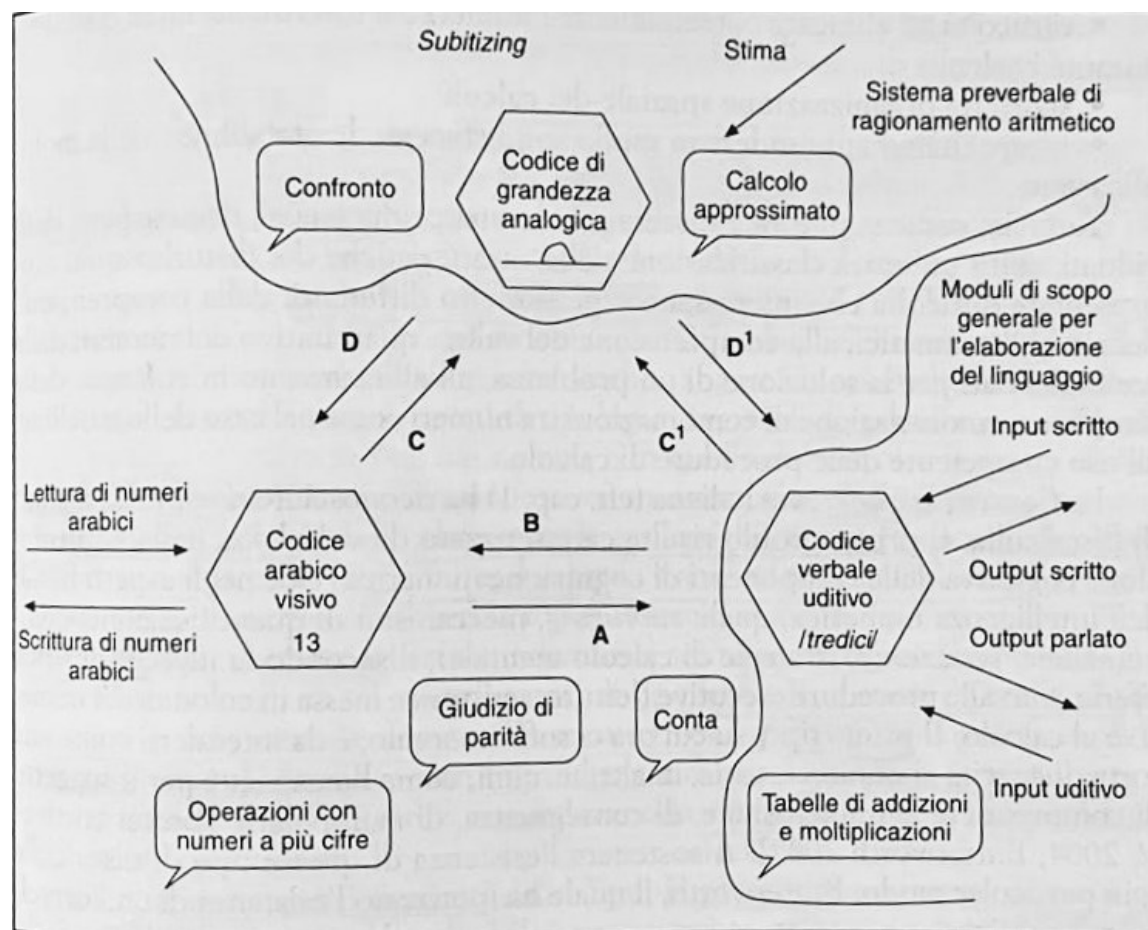 Subitizing
Stima
Sistema preverbale di
ragionamento aritmetico
Confronto
Codice di
grandezza
analogica
Calcolo
approssimato
Moduli di scopo
generale per
l'elaborazione
del linguaggio
D
C
D¹
C¹
Input scritto
Lettura di numeri
arabici
Codice
arabico
visivo
13
B
A
Codice
verbale
uditivo
/tredici/
Output scritto
Output parlato
Scrittura di numeri
arabici
Giudizio di
parità
Conta
Input uditivo
Operazioni con
numeri a più cifre
Tabelle di addizioni
e moltiplicazioni